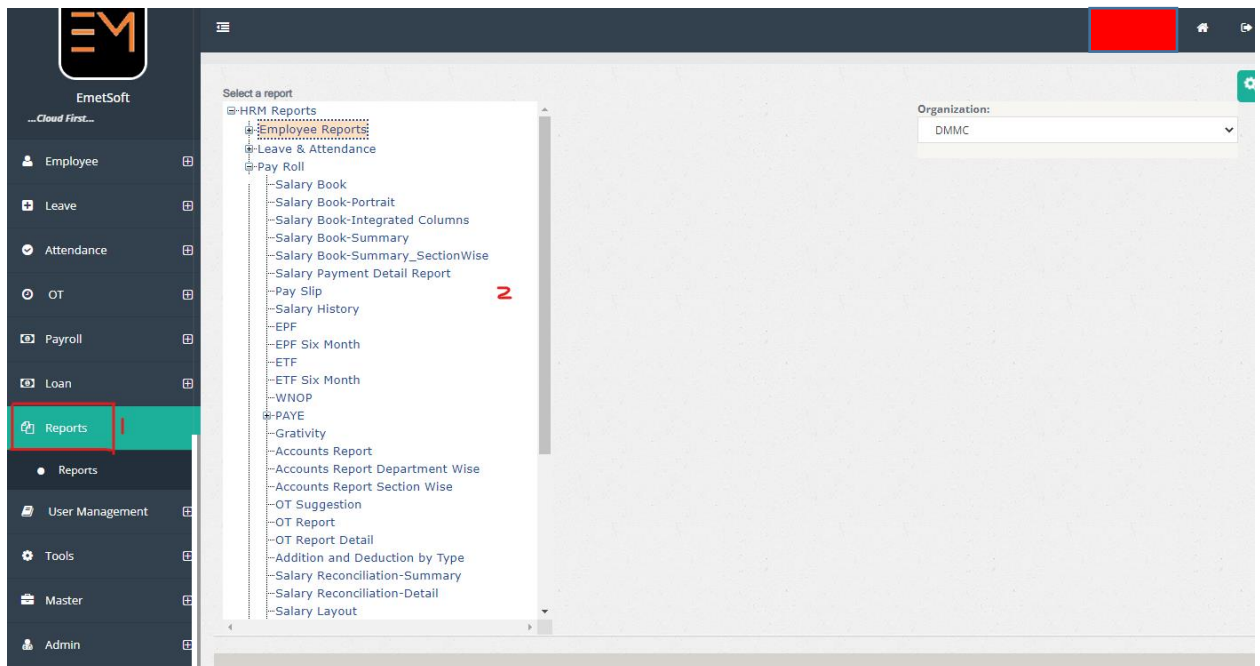 EM
EmetSoft
...Cloud First...
Employee
Leave
Attendance
OT
Payroll
Loan
Reports 1
Reports
User Management
Tools
Master
Admin
Select a report
HRM Reports
Employee Reports
Leave & Attendance
Pay Roll
Salary Book
Salary Book-Portrait
Salary Book-Integrated Columns
Salary Book-Summary
Salary Book-Summary_SectionWise
Salary Payment Detail Report
Pay Slip 2
Salary History
EPF
EPF Six Month
ETF
ETF Six Month
WNOP
PAYE
Grativity
Accounts Report
Accounts Report Department Wise
Accounts Report Section Wise
OT Suggestion
OT Report
OT Report Detail
Addition and Deduction by Type
Salary Reconciliation-Summary
Salary Reconciliation-Detail
Salary Layout
Organization:
DMMC